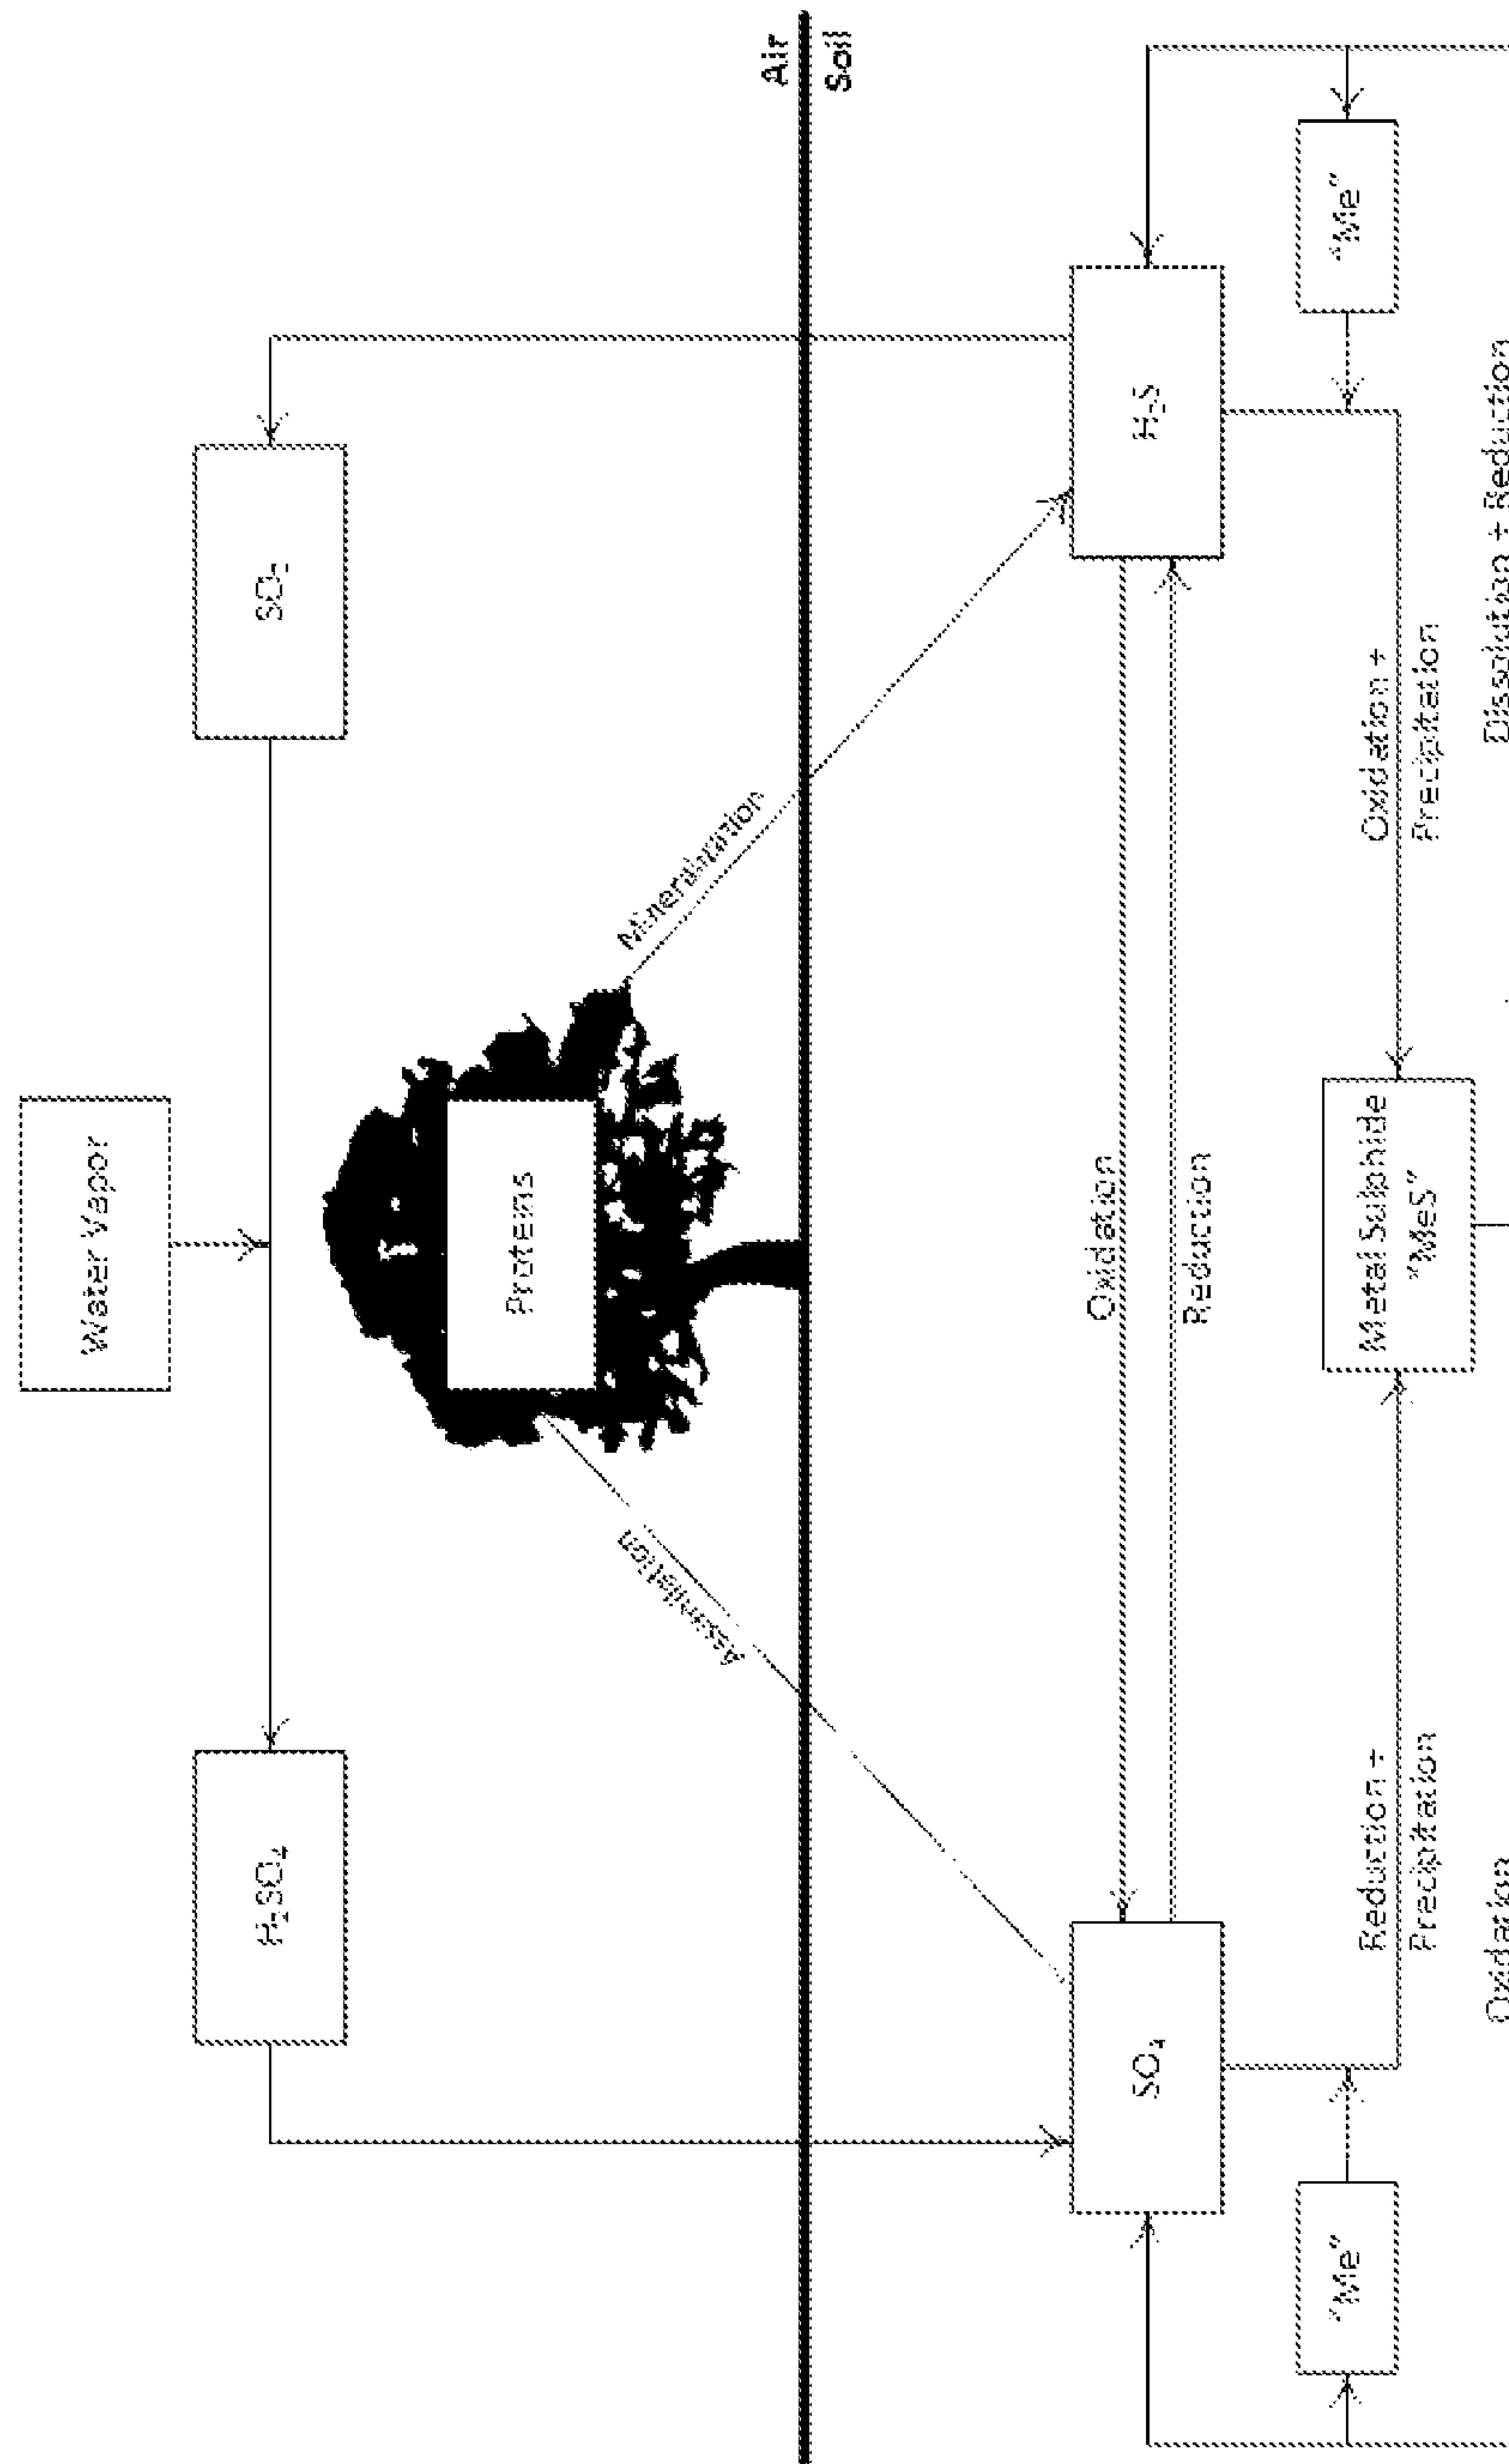 Water Vapor
H₂SO₄
SO₂
Proteins
Assimilation
Mineralization
Air
Soil
SO₄
Oxidation
Reduction
H₂S
"Me"
Reduction +
Precipitation
Metal Sulphide
"MeS"
Oxidation +
Precipitation
"Me"
Oxidation
Dissolution + Reduction